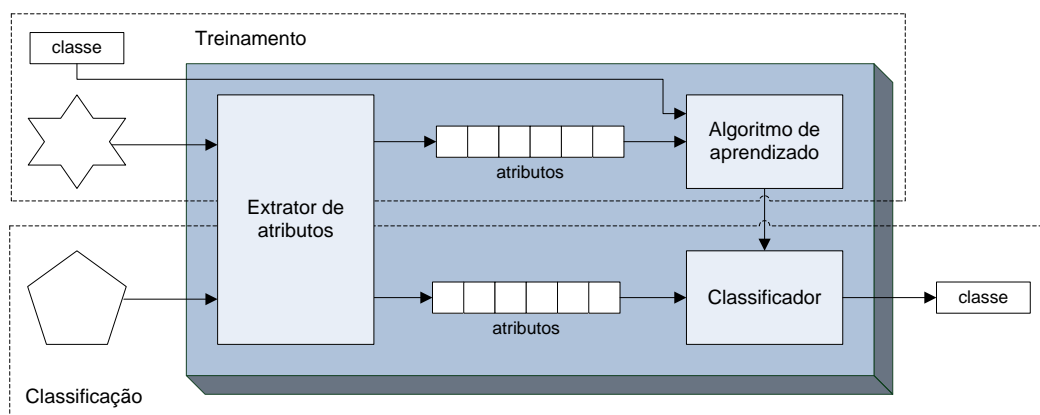 Treinamento
classe
Algoritmo de
aprendizado
atributos
Extrator de
atributos
Classificador
classe
atributos
Classificação